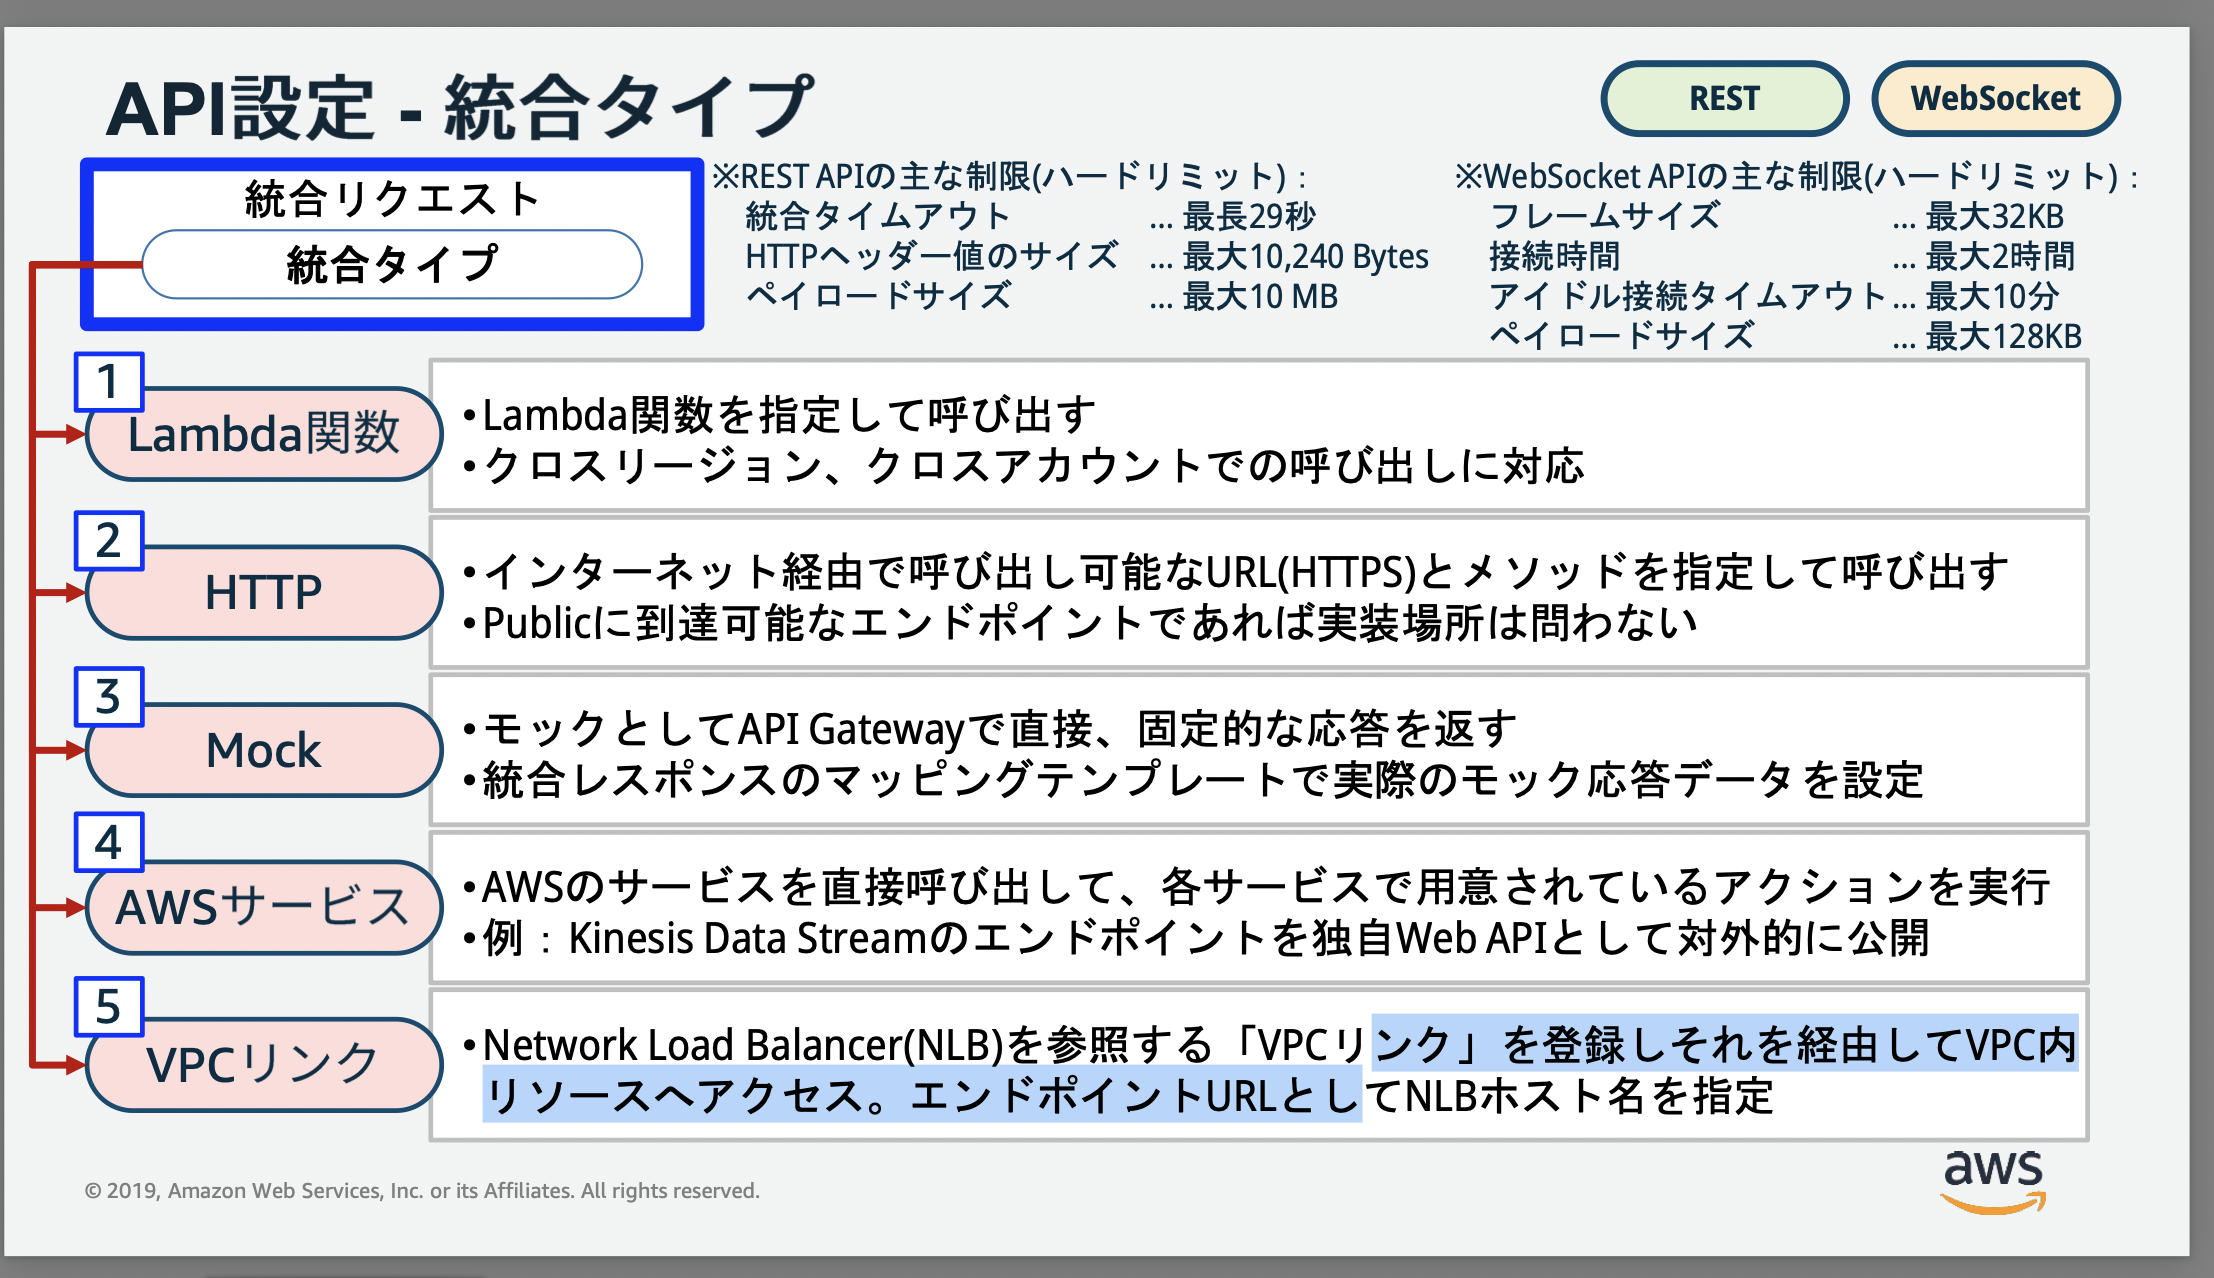 API設定 - 統合タイプ
REST
WebSocket
統合リクエスト
統合タイプ
※REST APIの主な制限(ハードリミット)：
統合タイムアウト ... 最長29秒
HTTPヘッダー値のサイズ ... 最大10,240 Bytes
ペイロードサイズ ... 最大10 MB
※WebSocket APIの主な制限(ハードリミット)：
フレームサイズ ... 最大32KB
接続時間 ... 最大2時間
アイドル接続タイムアウト... 最大10分
ペイロードサイズ ... 最大128KB
1
Lambda関数
•Lambda関数を指定して呼び出す
•クロスリージョン、クロスアカウントでの呼び出しに対応
2
HTTP
•インターネット経由で呼び出し可能なURL(HTTPS)とメソッドを指定して呼び出す
•Publicに到達可能なエンドポイントであれば実装場所は問わない
3
Mock
•モックとしてAPI Gatewayで直接、固定的な応答を返す
•統合レスポンスのマッピングテンプレートで実際のモック応答データを設定
4
AWSサービス
•AWSのサービスを直接呼び出して、各サービスで用意されているアクションを実行
•例：Kinesis Data Streamのエンドポイントを独自Web APIとして対外的に公開
5
VPCリンク
•Network Load Balancer(NLB)を参照する「VPCリンク」を登録しそれを経由してVPC内
リソースへアクセス。エンドポイントURLとしてNLBホスト名を指定
© 2019, Amazon Web Services, Inc. or its Affiliates. All rights reserved.
aws